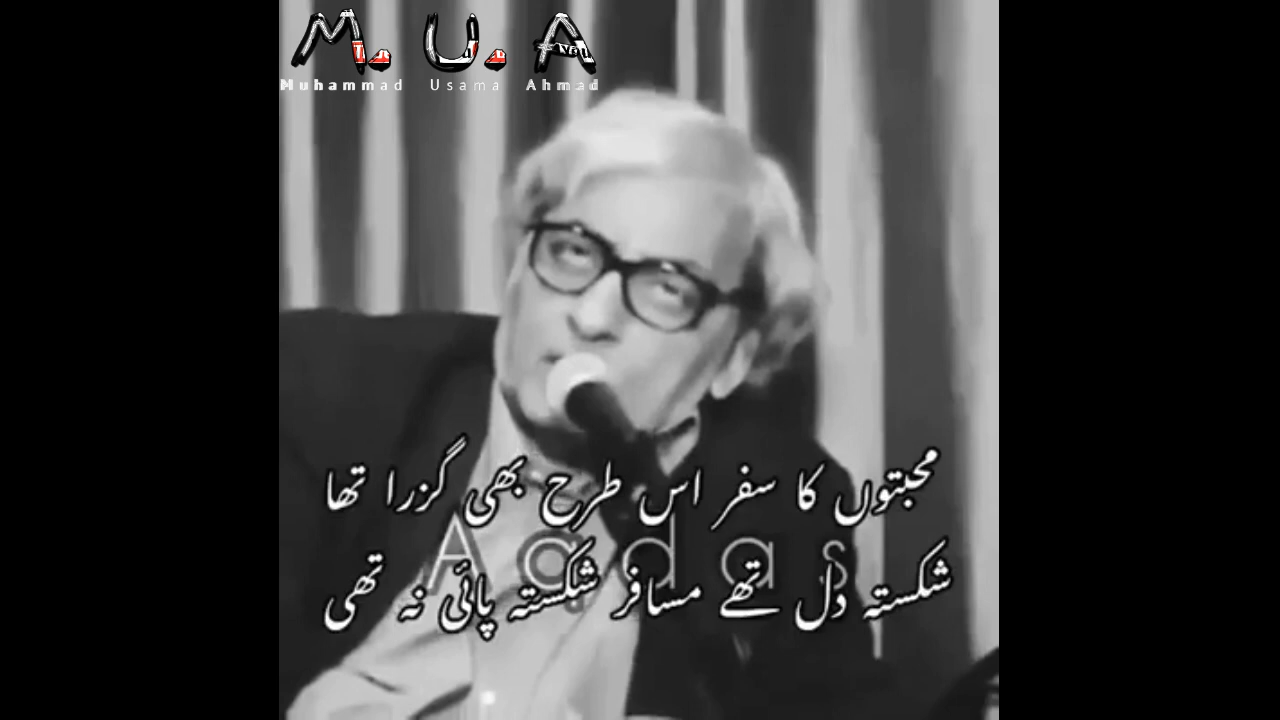 M. U. A
Muhammad Usama Ahmad
محبتوں کا سفر اس طرح بھی گزرا تھا
Aqdas
شکستہ دل تھے مسافر شکستہ پائی نہ تھی